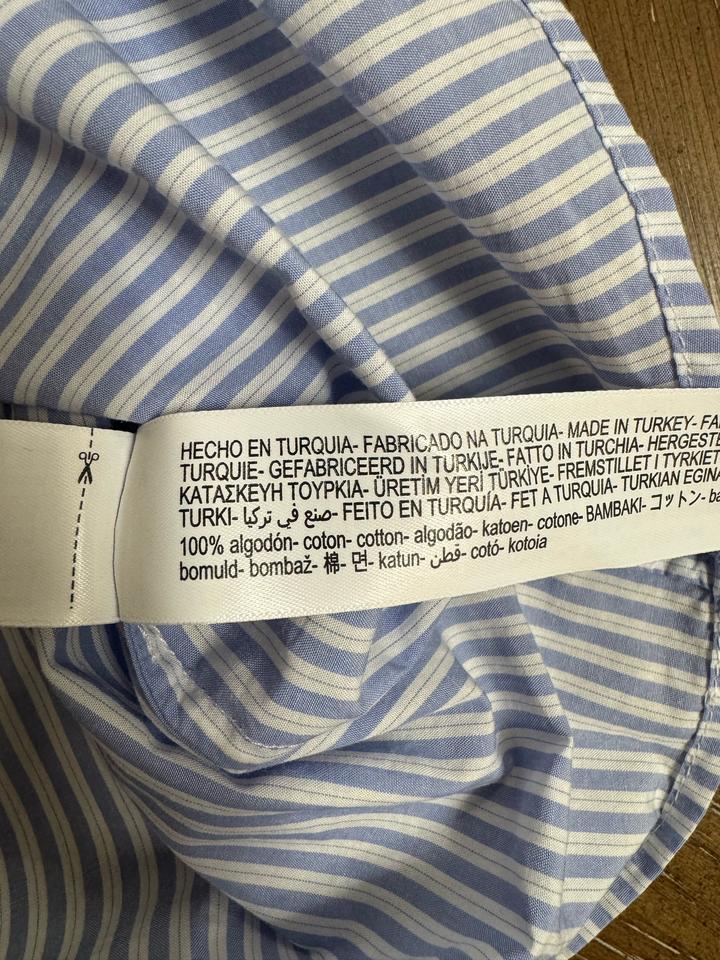 HECHO EN TURQUIA- FABRICADO NA TURQUIA- MADE IN TURKEY-
TURQUIE- GEFABRICEERD IN TURKIJE- FATTO IN TURCHIA-
ΚΑΤΑΣΚΕΥΗ ΤΟΥΡΚΙΑ- ÜRETİM YERİ TÜRKİYE- FREMSTILLET I TYRKIET
TURKI- صنع في تركيا- FEITO EN TURQUÍA- FET A TURQUIA- TURKIAN EGINA
100% algodón- coton- cotton- algodão- katoen- cotone- BAMBAKI- コットン-
bomuld- bombaž- 棉- 면- katun- قطن- cotó- kotoia